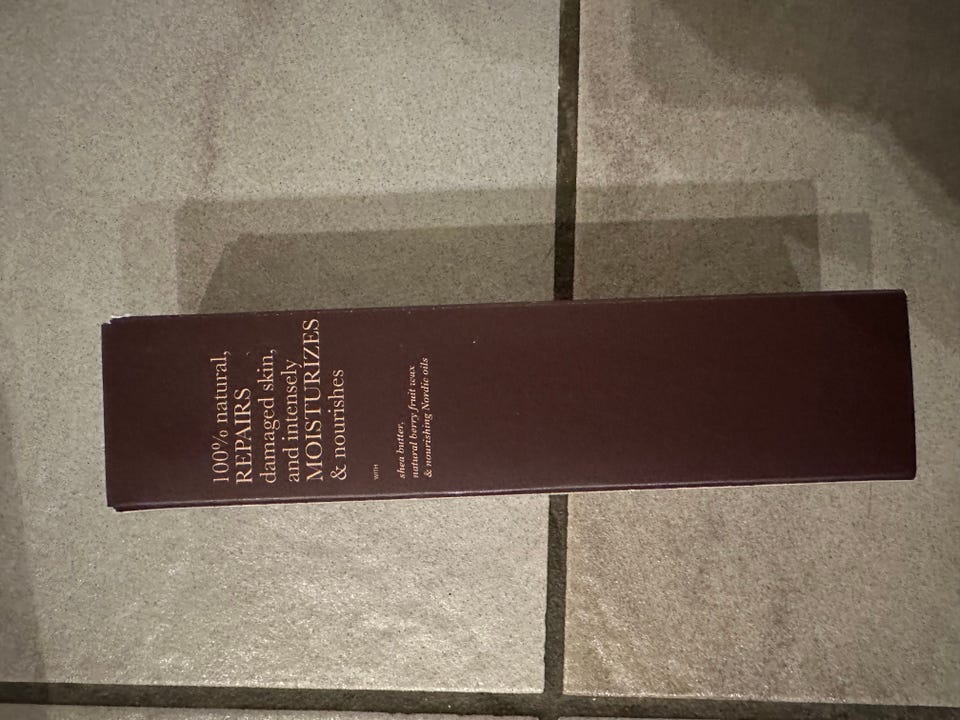 100% natural,
REPAIRS
damaged skin,
and intensely
MOISTURIZES
& nourishes
WITH
shea butter,
natural berry fruit wax
& nourishing Nordic oils